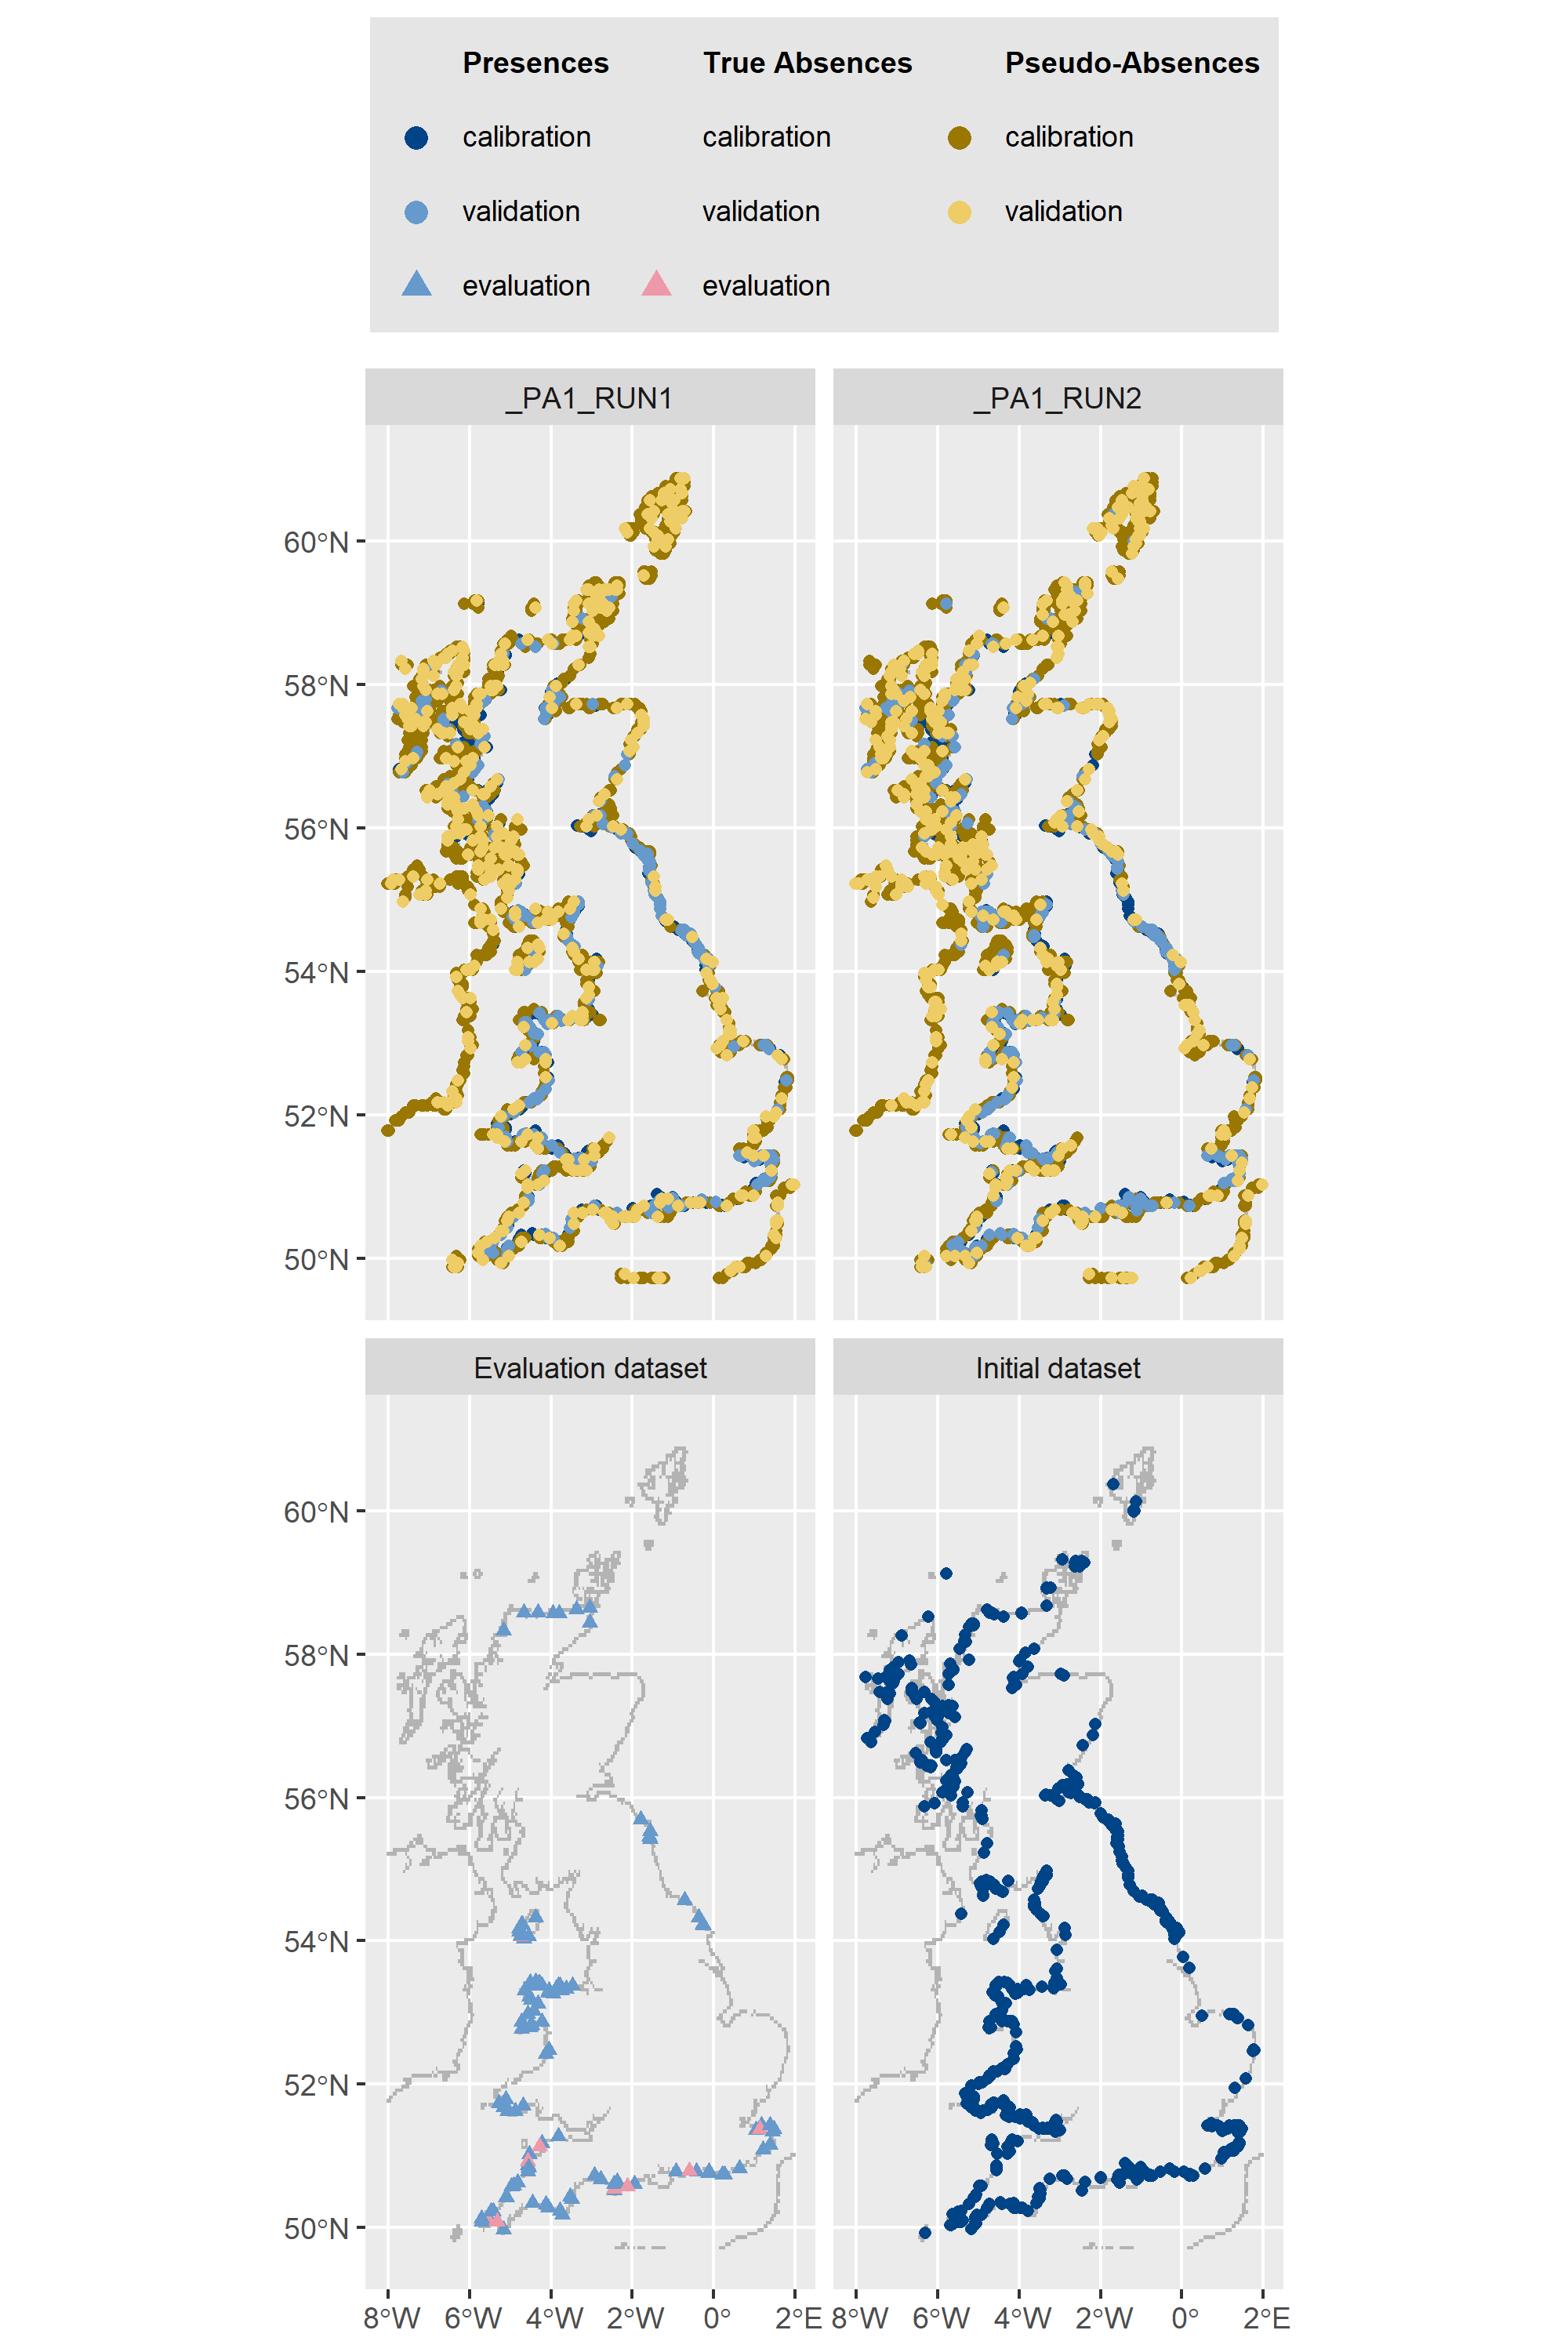 Presences True Absences Pseudo-Absences
calibration calibration calibration
validation validation validation
evaluation evaluation
_PA1_RUN1 _PA1_RUN2
60°N
58°N
56°N
54°N
52°N
50°N
Evaluation dataset Initial dataset
60°N
58°N
56°N
54°N
52°N
50°N
8°W 6°W 4°W 2°W 0° 2°E 8°W 6°W 4°W 2°W 0° 2°E